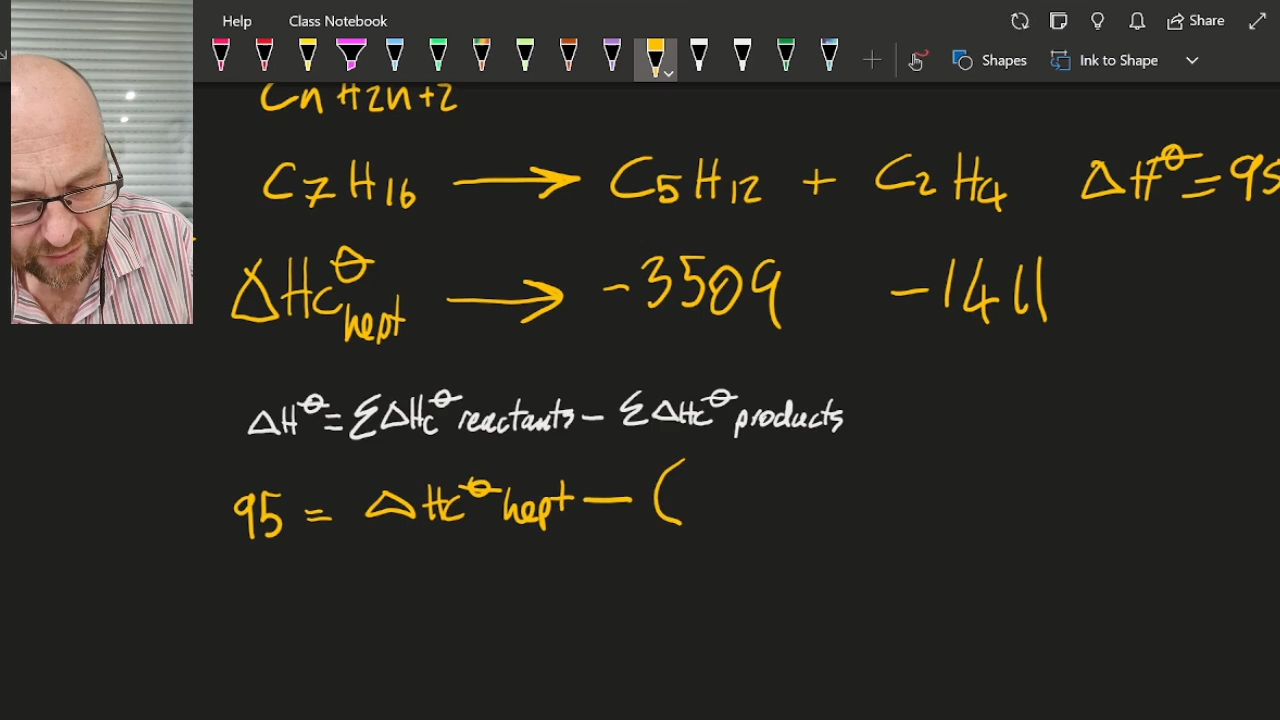 Help Class Notebook Share
Shapes Ink to Shape
CnH2n+2
C7H16 → C5H12 + C2H4 ΔH⦵ = 95
ΔHc⦵hept → -3509 -1411
ΔH⦵ = ΣΔHc⦵ reactants - ΣΔHc⦵ products
95 = ΔHc⦵ hept - (